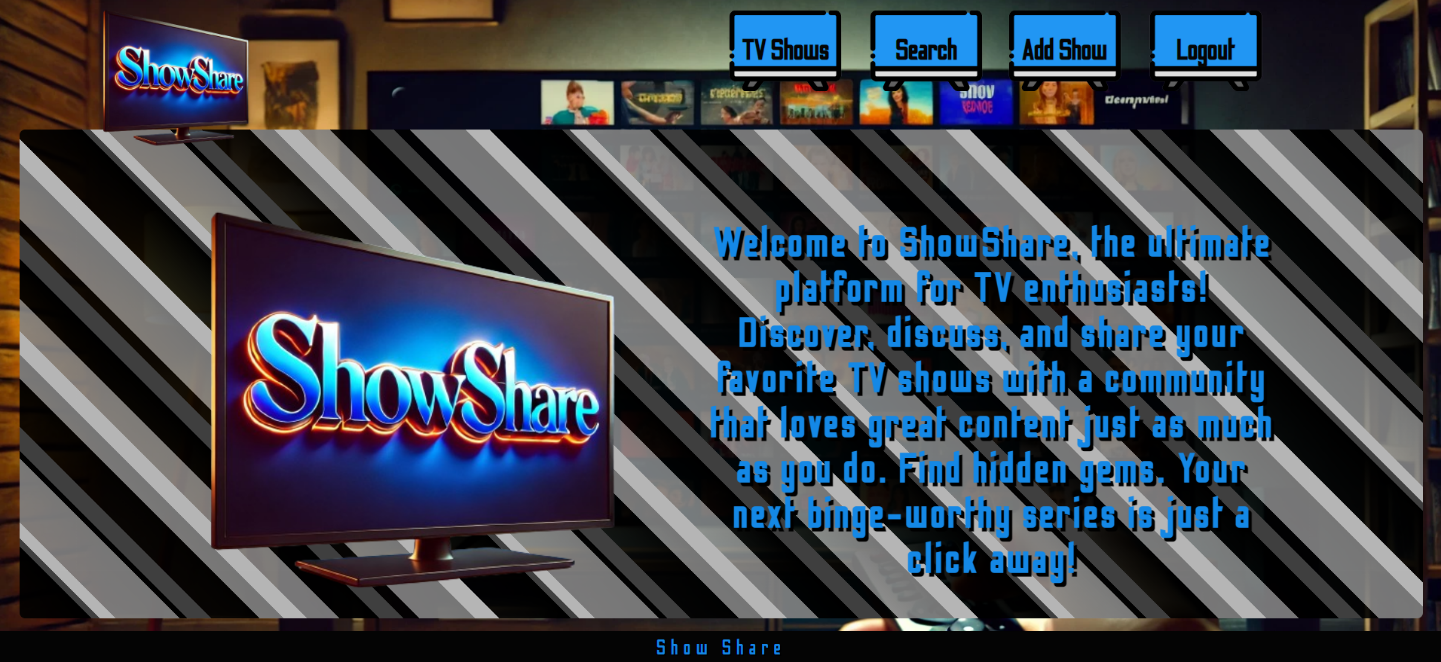 ShowShare
TV Shows
Search
Add Show
Logout
ShowShare
Welcome to ShowShare, the ultimate
platform for TV enthusiasts!
Discover, discuss, and share your
favorite TV shows with a community
that loves great content just as much
as you do. Find hidden gems. Your
next binge-worthy series is just a
click away!
Show Share